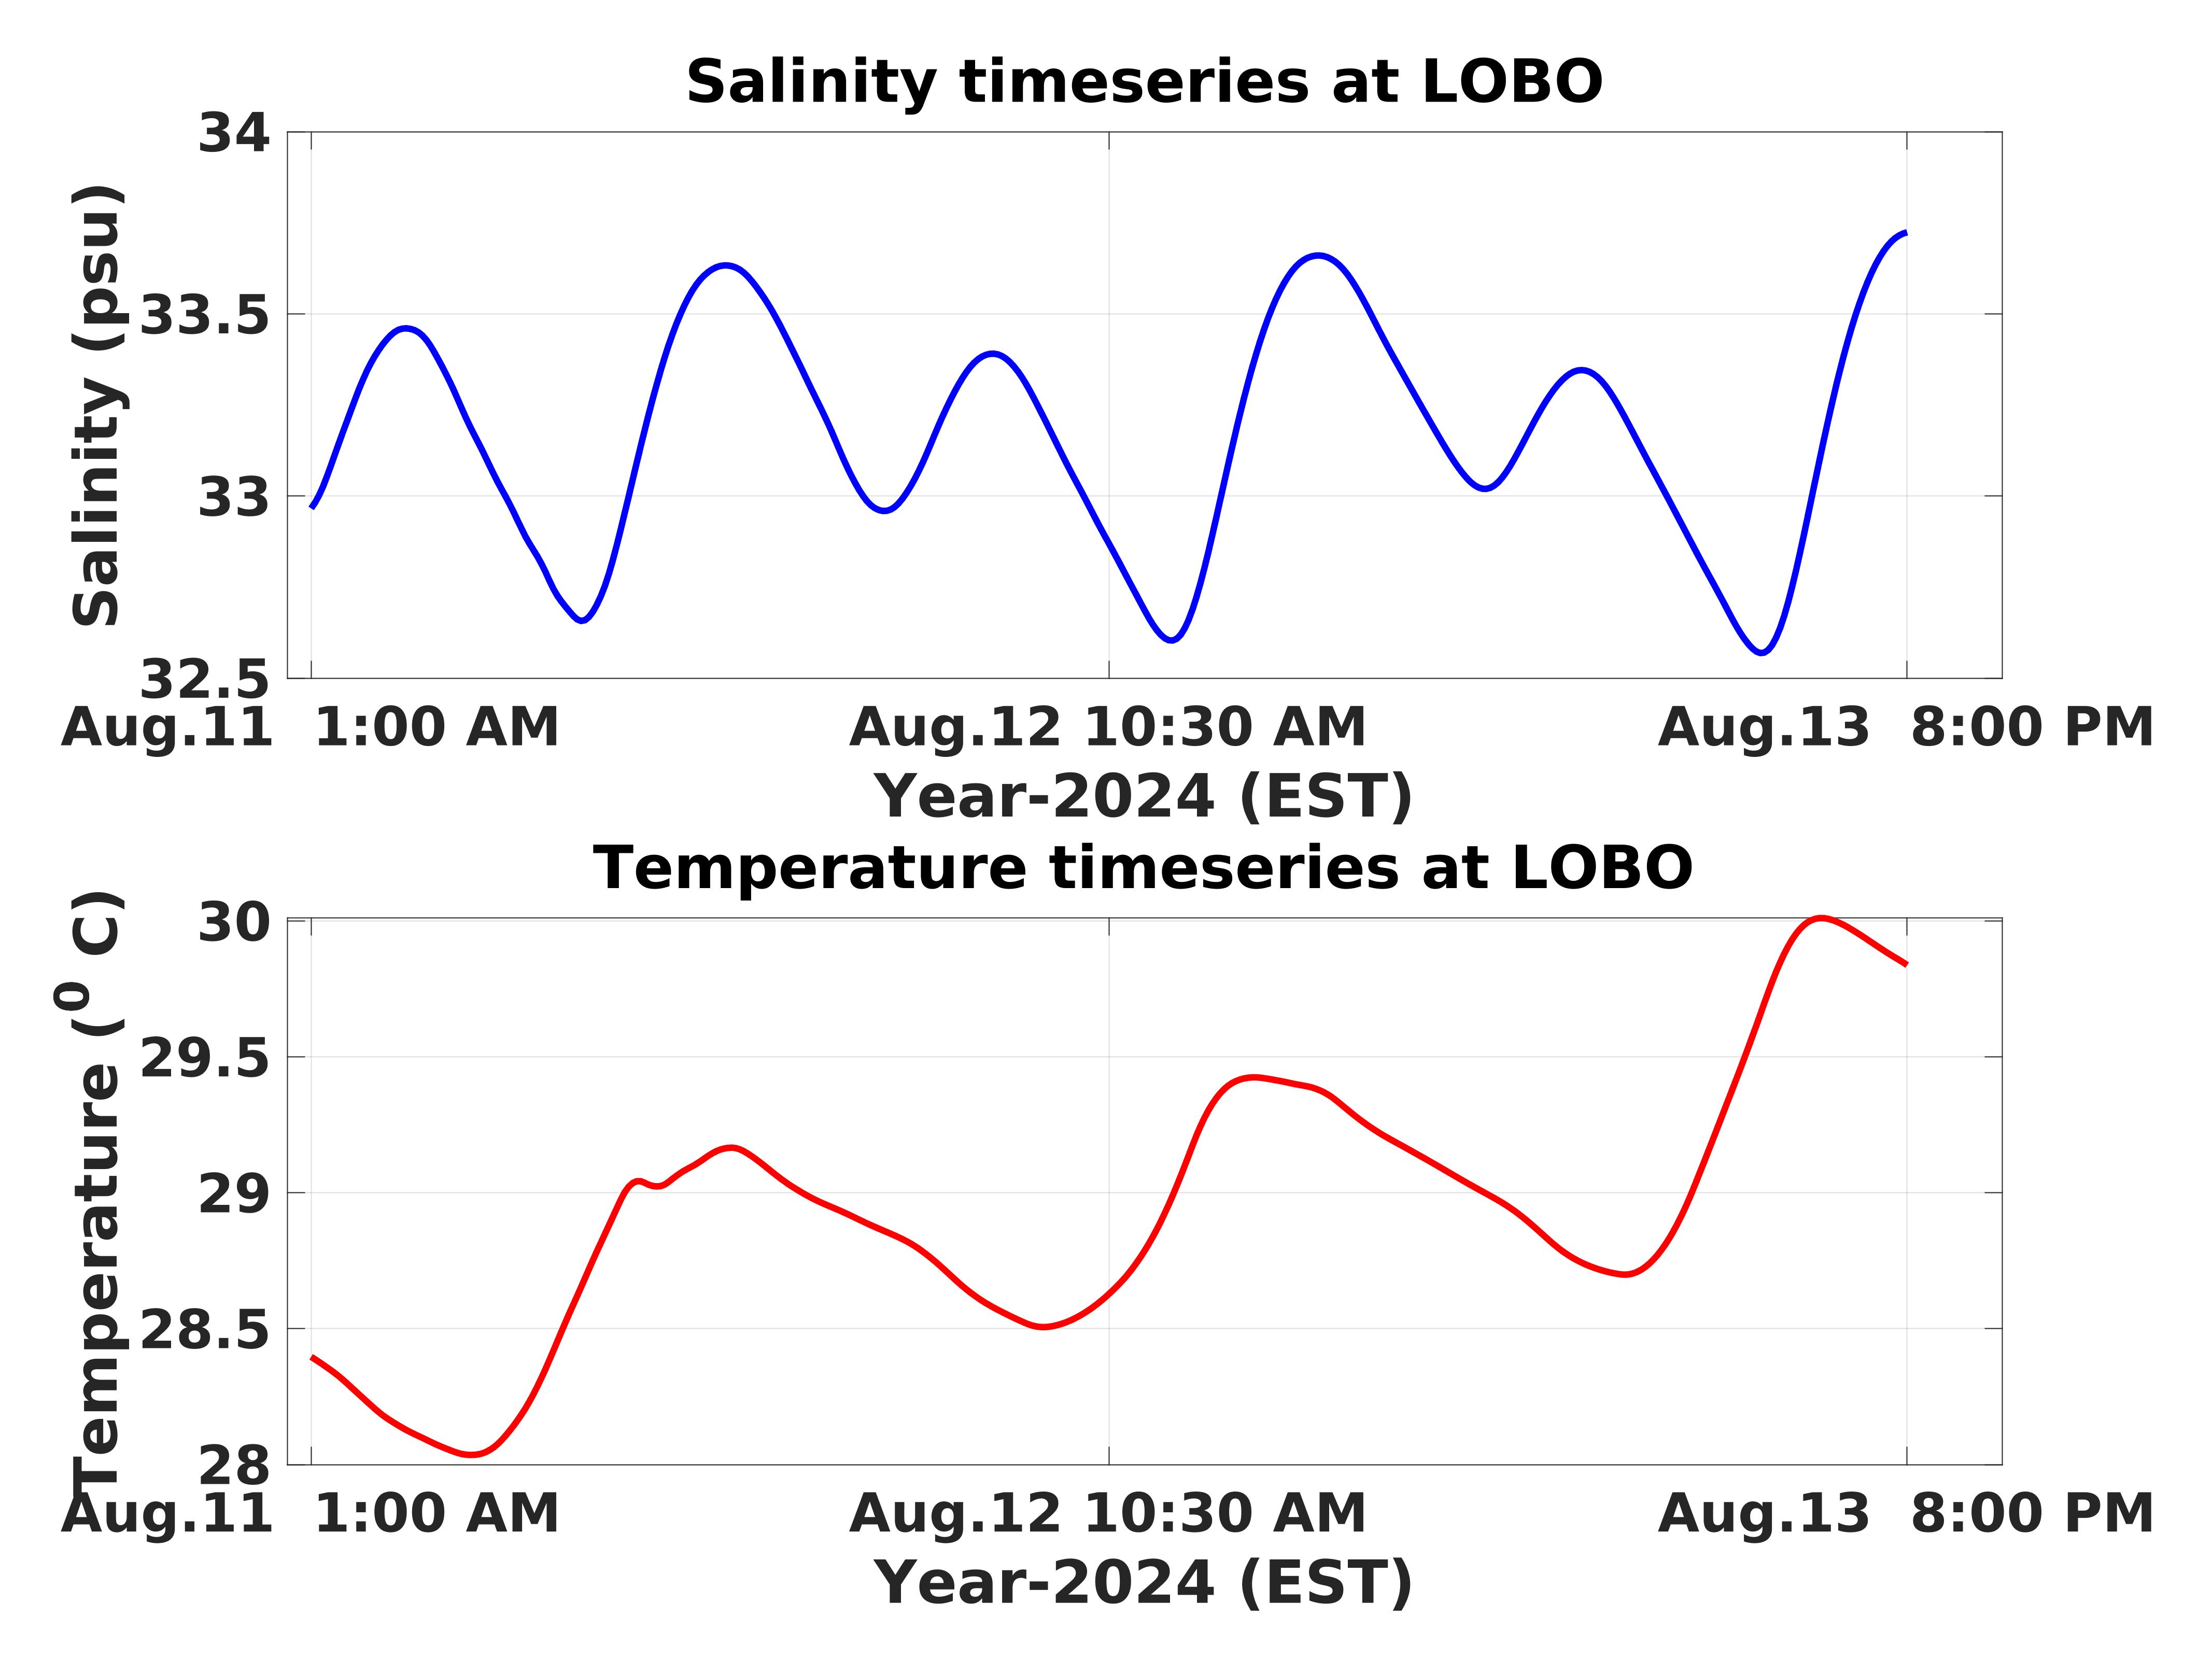 Salinity timeseries at LOBO
Salinity (psu)
34
33.5
33
32.5
Aug.11  1:00 AM
Aug.12 10:30 AM
Aug.13  8:00 PM
Year-2024 (EST)
Temperature timeseries at LOBO
Temperature (⁰ C)
30
29.5
29
28.5
28
Aug.11  1:00 AM
Aug.12 10:30 AM
Aug.13  8:00 PM
Year-2024 (EST)